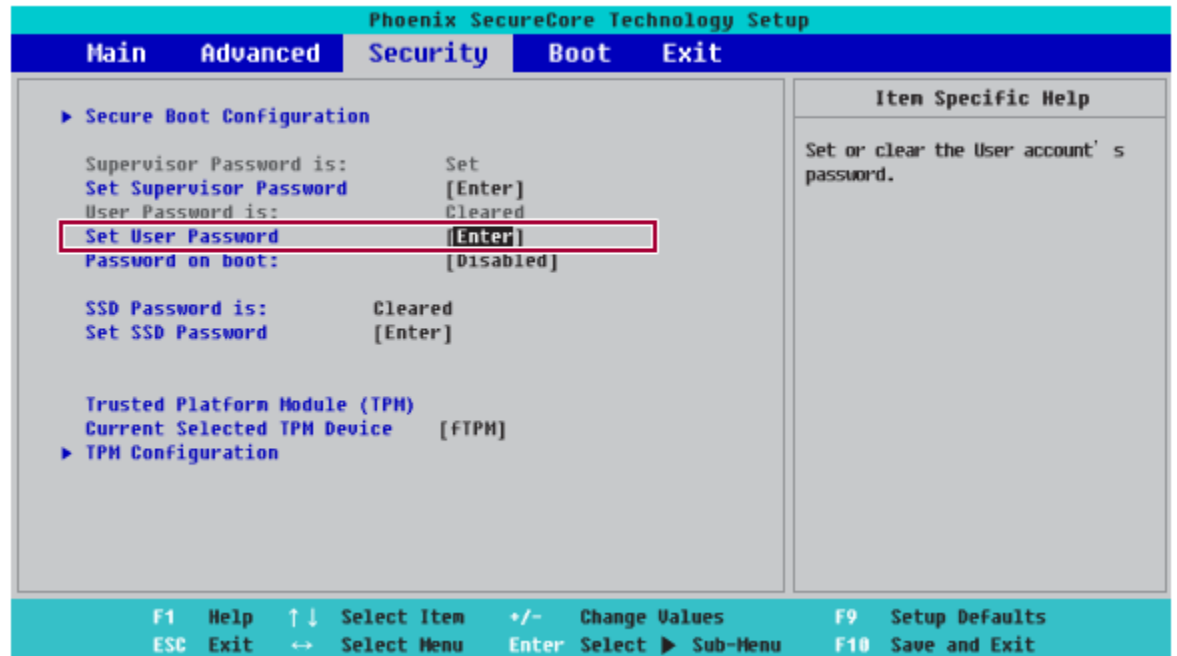 Phoenix SecureCore Technology Setup
Main Advanced Security Boot Exit
Item Specific Help
▶ Secure Boot Configuration
Set or clear the User account's
password.
Supervisor Password is: Set
Set Supervisor Password [Enter]
User Password is: Cleared
Set User Password [Enter]
Password on boot: [Disabled]
SSD Password is: Cleared
Set SSD Password [Enter]
Trusted Platform Module (TPM)
Current Selected TPM Device [fTPM]
▶ TPM Configuration
F1 Help ↑↓ Select Item +/- Change Values F9 Setup Defaults
ESC Exit ↔ Select Menu Enter Select ▶ Sub-Menu F10 Save and Exit